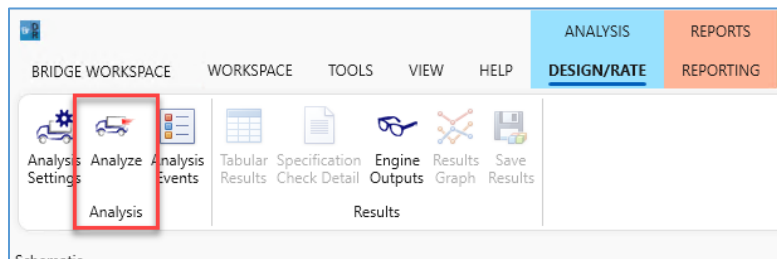 ANALYSIS REPORTS
BRIDGE WORKSPACE WORKSPACE TOOLS VIEW HELP DESIGN/RATE REPORTING
Analysis Analyze Analysis Tabular Specification Engine Results Save
Settings Events Results Check Detail Outputs Graph Results
Analysis Results
Schematic